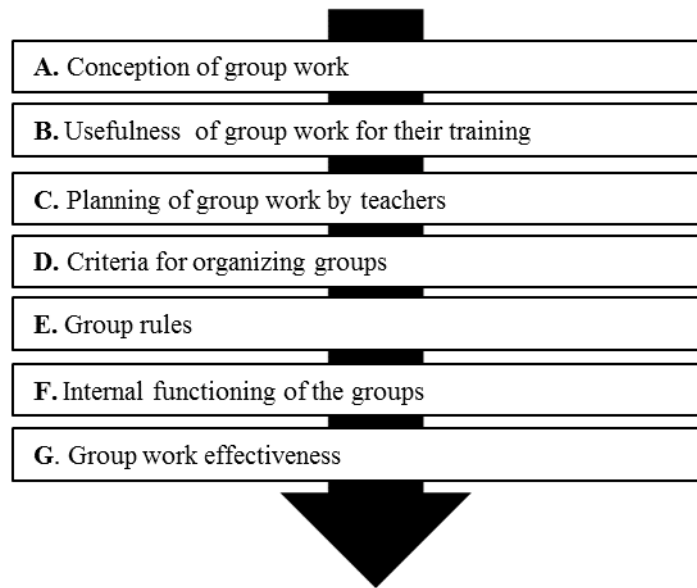 A. Conception of group work
B. Usefulness of group work for their training
C. Planning of group work by teachers
D. Criteria for organizing groups
E. Group rules
F. Internal functioning of the groups
G. Group work effectiveness